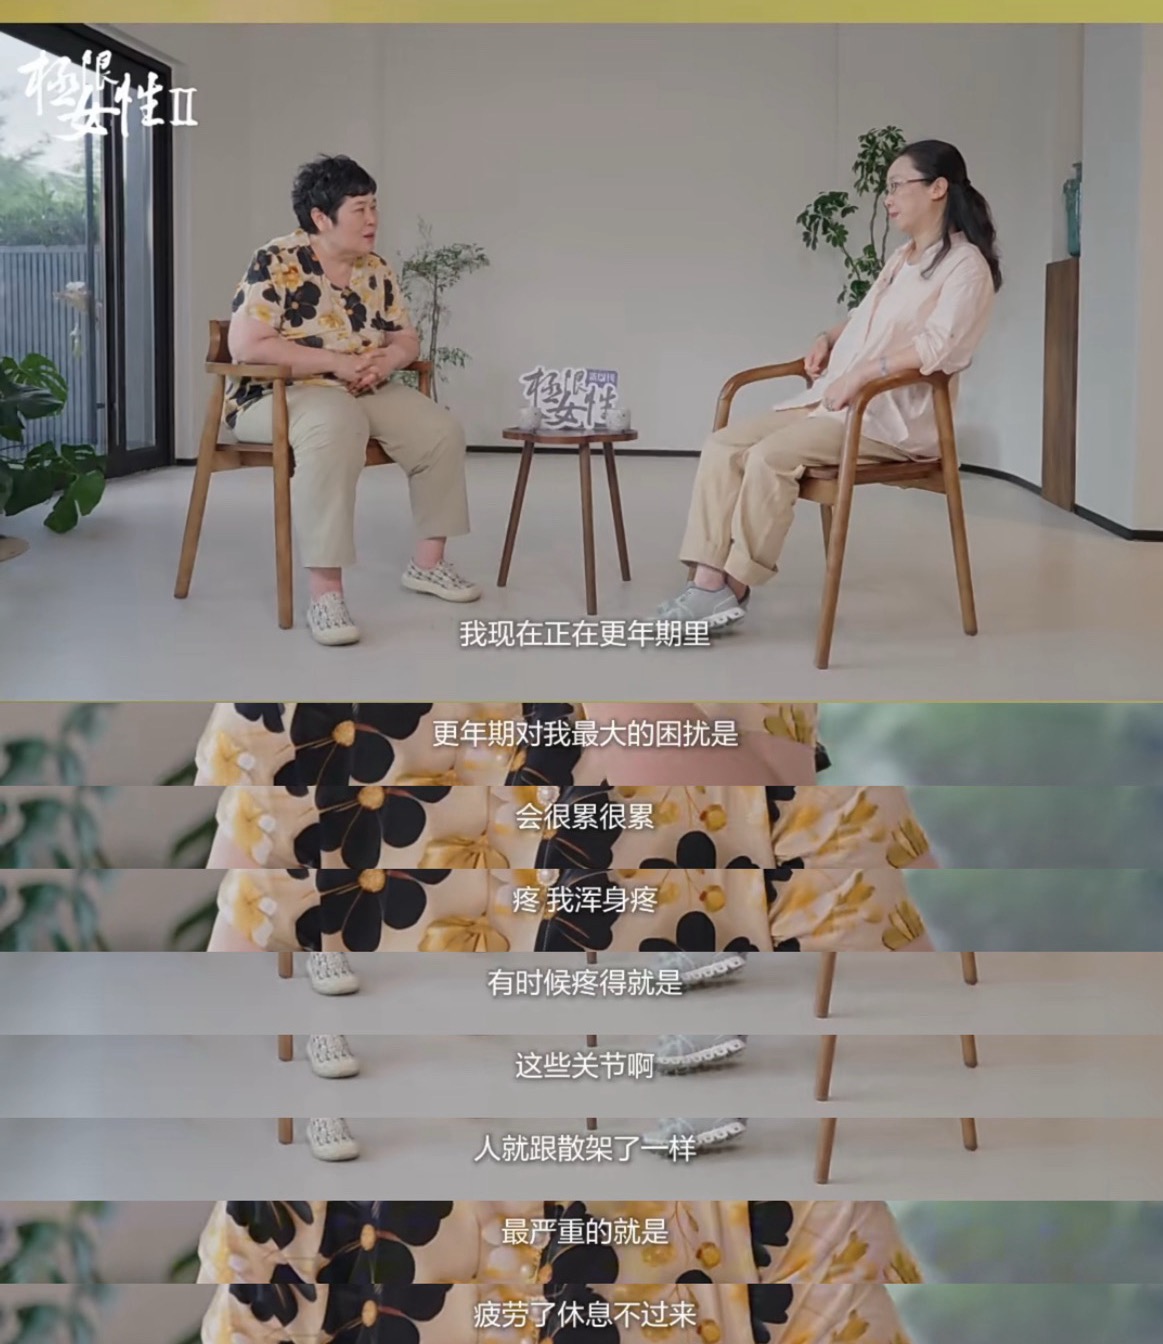 極限女性II
極限女性
我现在正在更年期里
更年期对我最大的困扰是
会很累很累
疼 我浑身疼
有时候疼得就是
这些关节啊
人就跟散架了一样
最严重的就是
疲劳了休息不过来